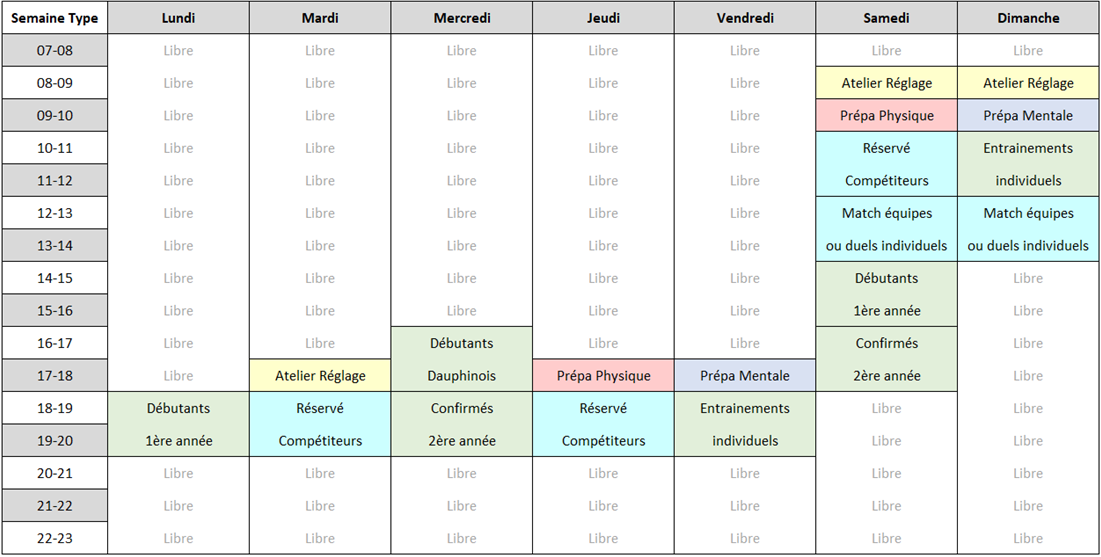 Semaine Type Lundi Mardi Mercredi Jeudi Vendredi Samedi Dimanche
07-08 Libre Libre Libre Libre Libre Libre Libre
08-09 Libre Libre Libre Libre Libre Atelier Réglage Atelier Réglage
09-10 Libre Libre Libre Libre Libre Prépa Physique Prépa Mentale
10-11 Libre Libre Libre Libre Libre Réservé Entrainements
11-12 Libre Libre Libre Libre Libre Compétiteurs individuels
12-13 Libre Libre Libre Libre Libre Match équipes Match équipes
13-14 Libre Libre Libre Libre Libre ou duels individuels ou duels individuels
14-15 Libre Libre Libre Libre Libre Débutants Libre
15-16 Libre Libre Libre Libre Libre 1ère année Libre
16-17 Libre Libre Débutants Libre Libre Confirmés Libre
17-18 Libre Atelier Réglage Dauphinois Prépa Physique Prépa Mentale 2ère année Libre
18-19 Débutants Réservé Confirmés Réservé Entrainements Libre Libre
19-20 1ère année Compétiteurs 2ère année Compétiteurs individuels Libre Libre
20-21 Libre Libre Libre Libre Libre Libre Libre
21-22 Libre Libre Libre Libre Libre Libre Libre
22-23 Libre Libre Libre Libre Libre Libre Libre